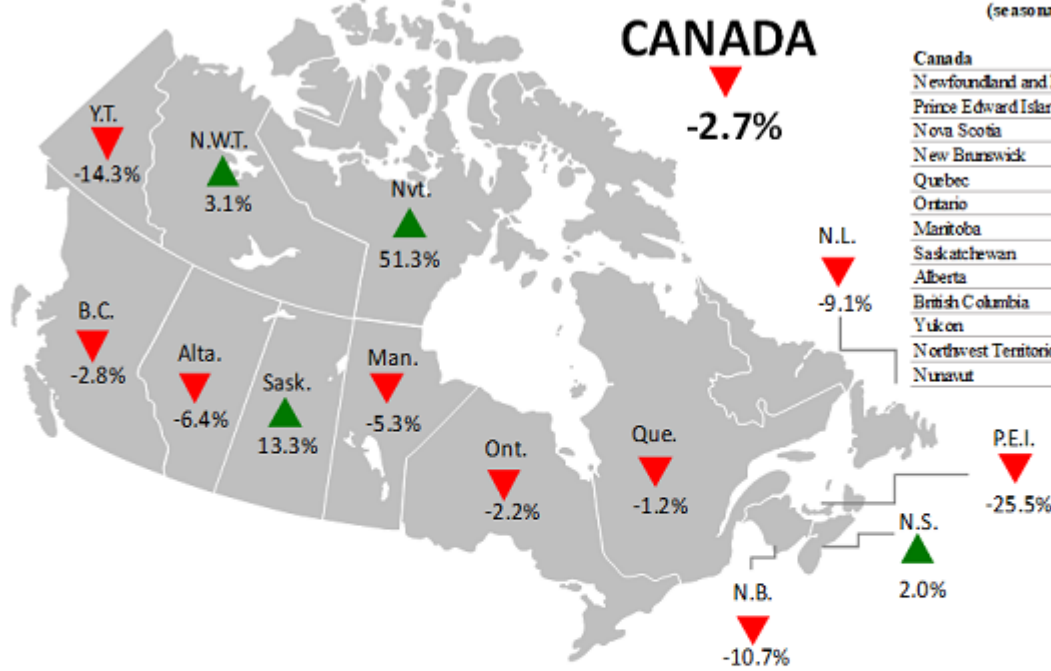 CANADA
-2.7%
(seasona
Canada
Newfoundland and
Prince Edward Islan
Nova Scotia
New Brunswick
Quebec
Ontario
Manitoba
Saskatchewan
Alberta
British Columbia
Yukon
Northwest Territorie
Nunavut
Y.T.
-14.3%
N.W.T.
3.1%
Nvt.
51.3%
N.L.
-9.1%
B.C.
-2.8%
Alta.
-6.4%
Sask.
13.3%
Man.
-5.3%
Ont.
-2.2%
Que.
-1.2%
P.E.I.
-25.5%
N.S.
2.0%
N.B.
-10.7%